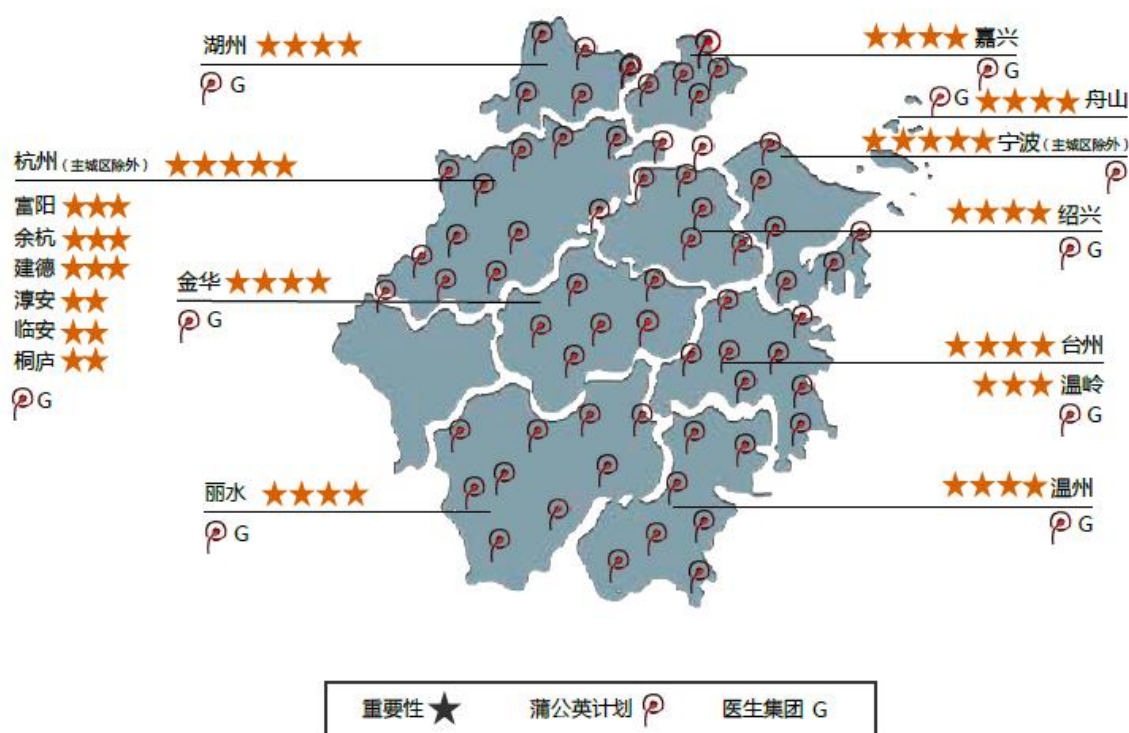 湖州
G
嘉兴
G
G 舟山
杭州（主城区除外）
宁波（主城区除外）
富阳
余杭
建德
淳安
临安
桐庐
G
绍兴
G
金华
G
台州
温岭
G
丽水
G
温州
G
重要性 蒲公英计划 医生集团 G